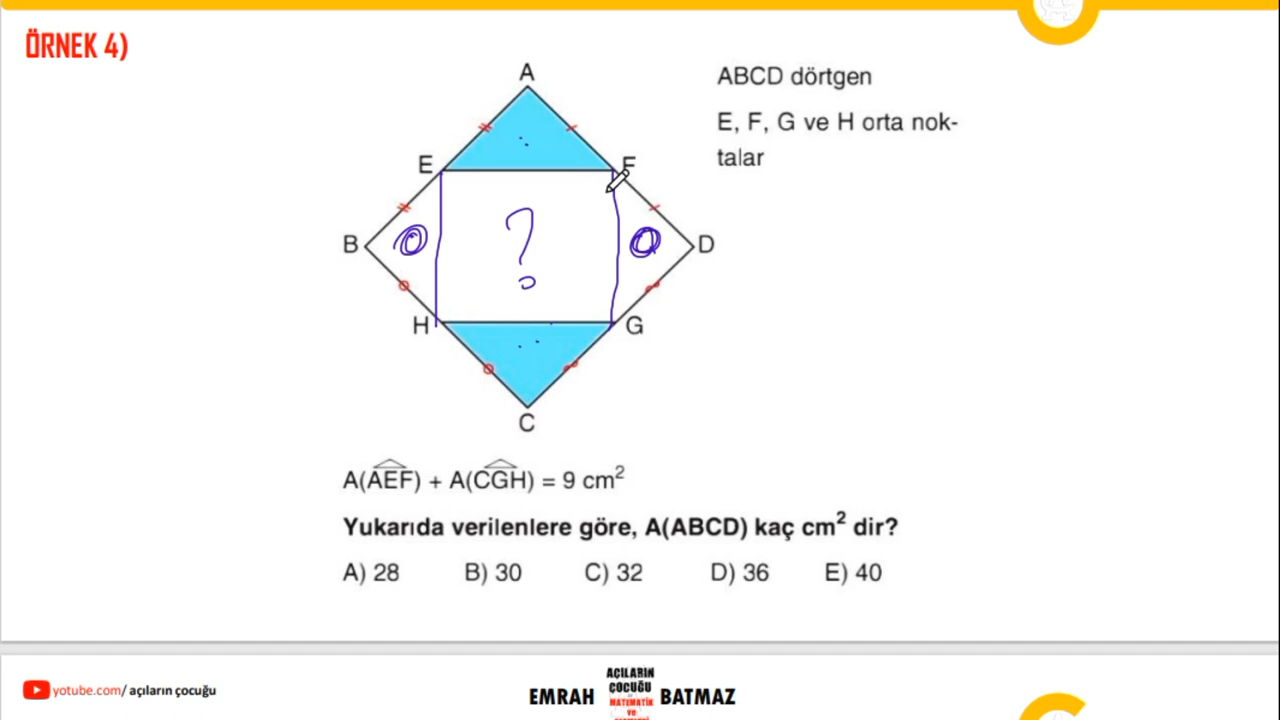 ÖRNEK 4)
A
ABCD dörtgen
E, F, G ve H orta nok-
talar
E
F
?
B
D
H
G
C
A(AEF) + A(CGH) = 9 cm²
Yukarıda verilenlere göre, A(ABCD) kaç cm² dir?
A) 28 B) 30 C) 32 D) 36 E) 40
yotube.com/ açıların çocuğu
EMRAH
AÇILARIN
ÇOCUĞU
MATEMATİK
ve
BATMAZ